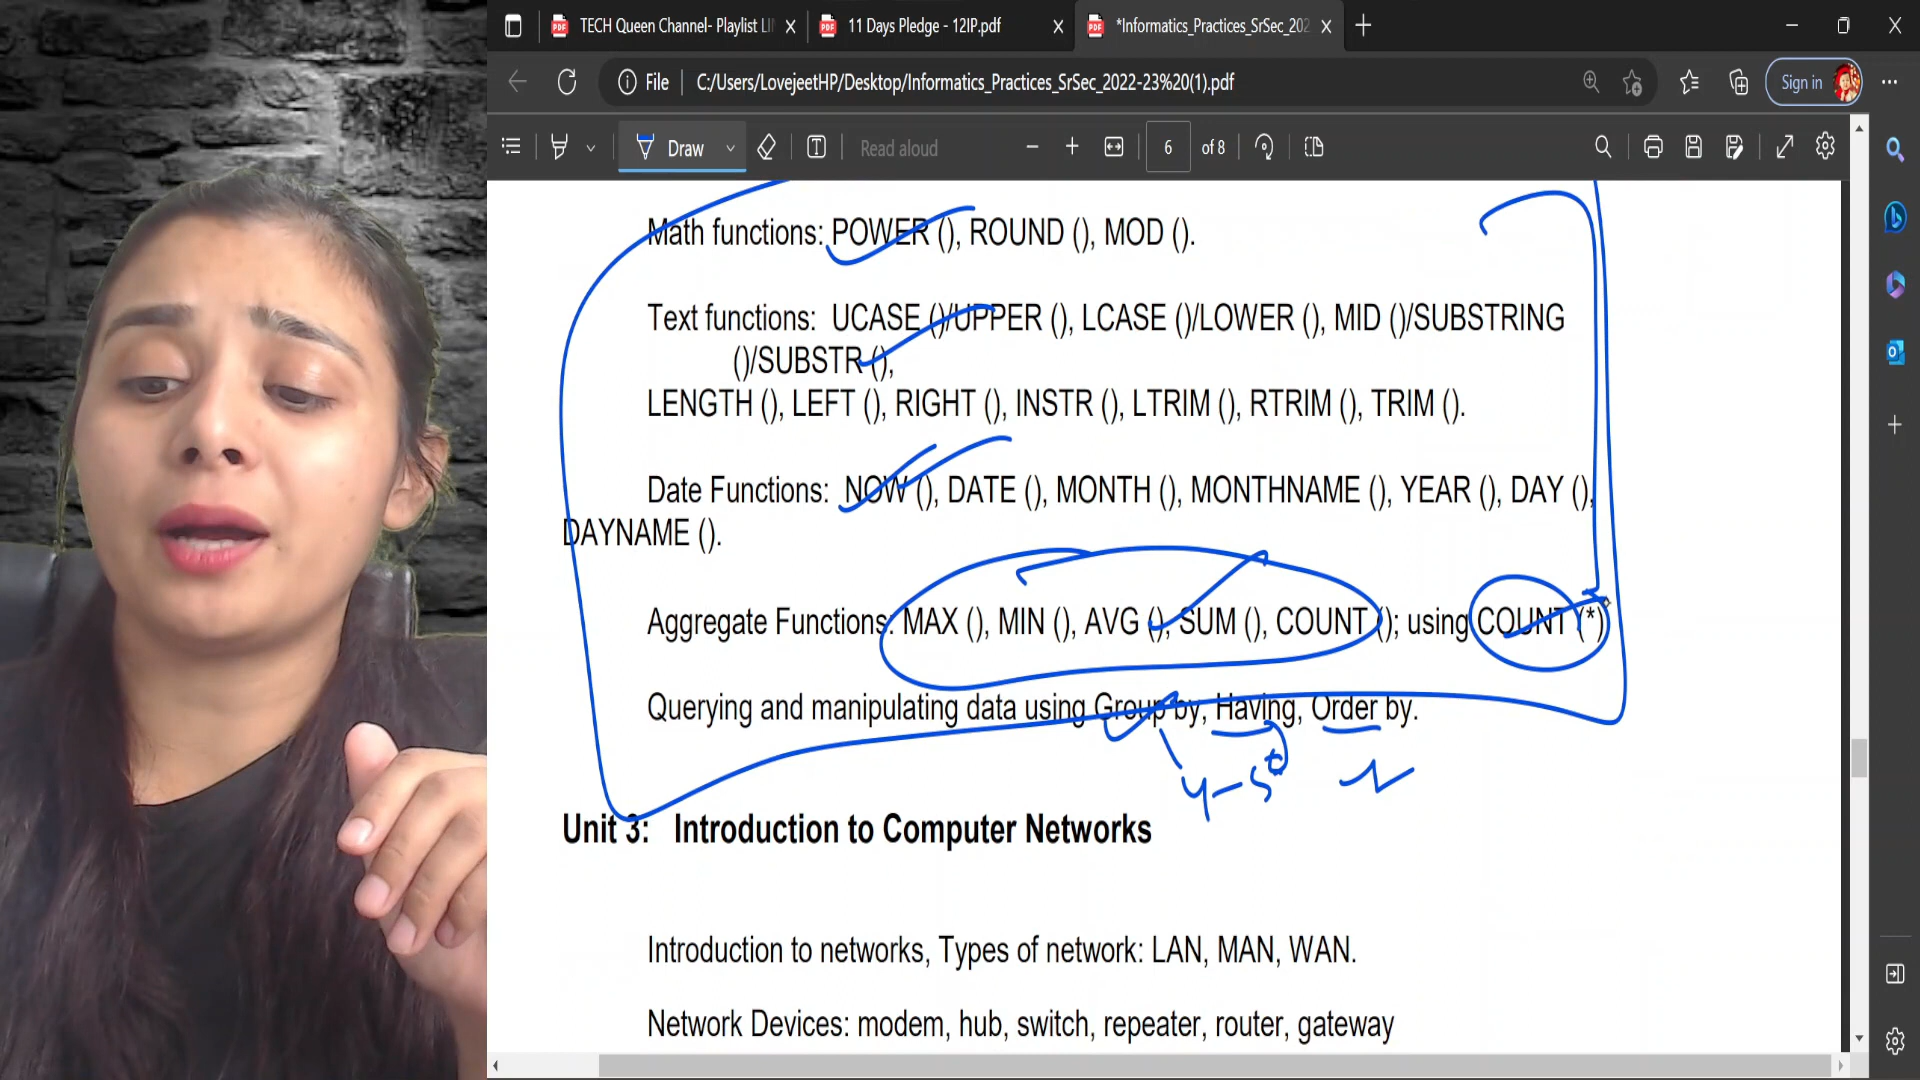 TECH Queen Channel- Playlist LIN
11 Days Pledge - 12IP.pdf
*Informatics_Practices_SrSec_202
File
C:/Users/LovejeetHP/Desktop/Informatics_Practices_SrSec_2022-23%20(1).pdf
Sign in
Draw
Read aloud
6
of 8
Math functions: POWER (), ROUND (), MOD ().
Text functions: UCASE ()/UPPER (), LCASE ()/LOWER (), MID ()/SUBSTRING
()/SUBSTR (),
LENGTH (), LEFT (), RIGHT (), INSTR (), LTRIM (), RTRIM (), TRIM ().
Date Functions: NOW (), DATE (), MONTH (), MONTHNAME (), YEAR (), DAY (),
DAYNAME ().
Aggregate Functions: MAX (), MIN (), AVG (), SUM (), COUNT (); using COUNT (*)
Querying and manipulating data using Group by, Having, Order by.
4-5
Unit 3: Introduction to Computer Networks
Introduction to networks, Types of network: LAN, MAN, WAN.
Network Devices: modem, hub, switch, repeater, router, gateway